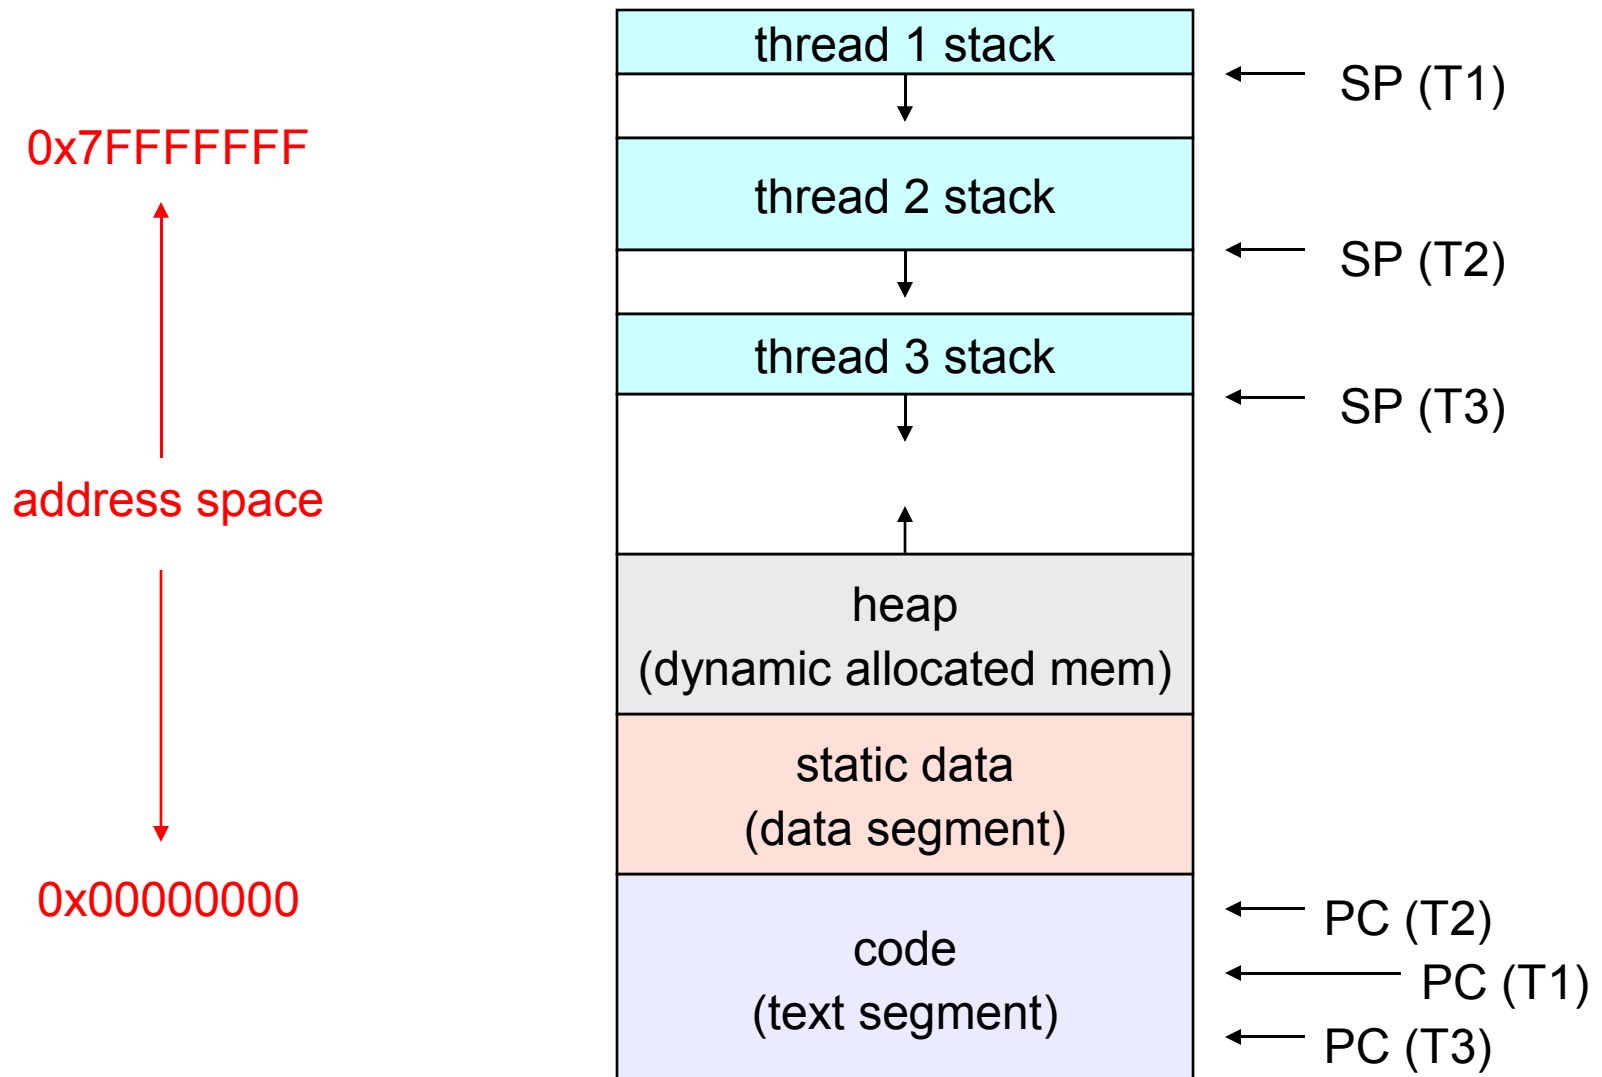 thread 1 stack
SP (T1)
0x7FFFFFFF
thread 2 stack
SP (T2)
thread 3 stack
SP (T3)
address space
heap
(dynamic allocated mem)
static data
(data segment)
0x00000000
code
(text segment)
PC (T2)
PC (T1)
PC (T3)